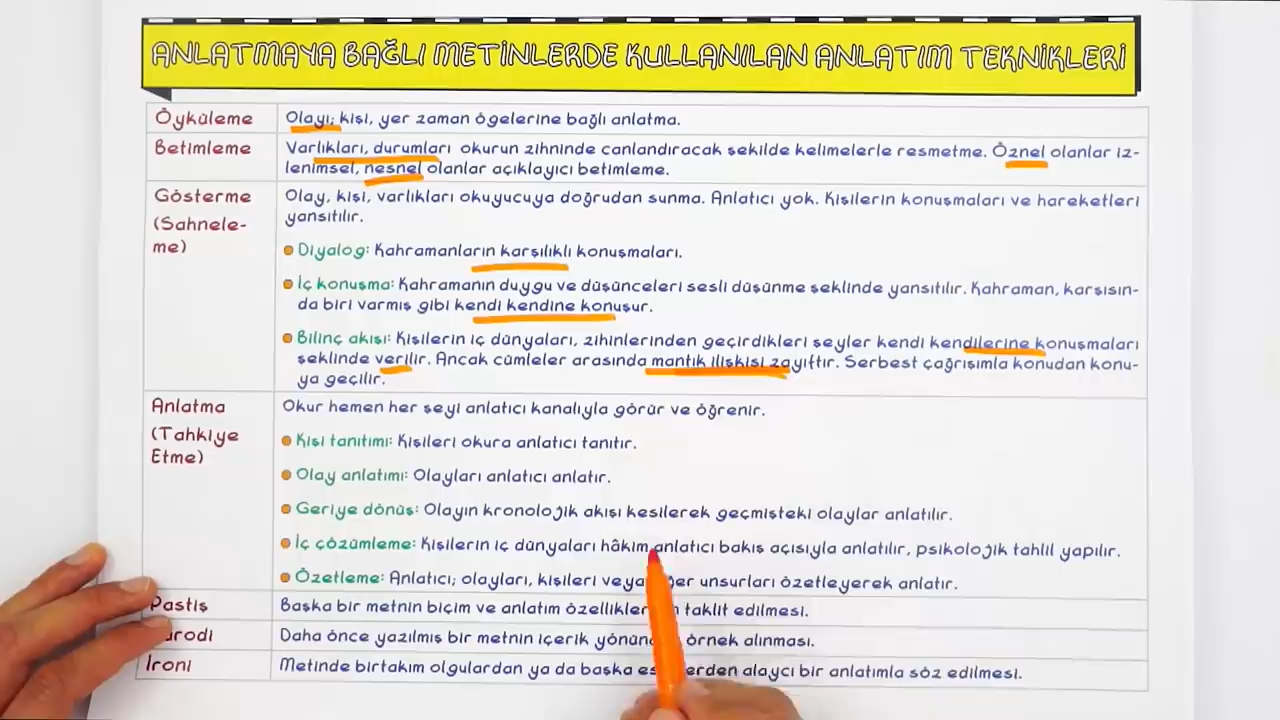 ANLATMAYA BAĞLI METİNLERDE KULLANILAN ANLATIM TEKNİKLERİ
Öyküleme
Olayı; kişi, yer zaman ögelerine bağlı anlatma.
Betimleme
Varlıkları, durumları okurun zihninde canlandıracak şekilde kelimelerle resmetme. Öznel olanlar iz-
lenimsel, nesnel olanlar açıklayıcı betimleme.
Gösterme
(Sahnele-
me)
Olay, kişi, varlıkları okuyucuya doğrudan sunma. Anlatıcı yok. Kişilerin konuşmaları ve hareketleri
yansıtılır.
Diyalog: Kahramanların karşılıklı konuşmaları.
İç konuşma: Kahramanın duygu ve düşünceleri sesli düşünme şeklinde yansıtılır. Kahraman, karşısın-
da biri varmış gibi kendi kendine konuşur.
Bilinç akışı: Kişilerin iç dünyaları, zihinlerinden geçirdikleri şeyler kendi kendilerine konuşmaları
şeklinde verilir. Ancak cümleler arasında mantık ilişkisi zayıftır. Serbest çağrışımla konudan konu-
ya geçilir.
Anlatma
(Tahkiye
Etme)
Okur hemen her şeyi anlatıcı kanalıyla görür ve öğrenir.
Kişi tanıtımı: Kişileri okura anlatıcı tanıtır.
Olay anlatımı: Olayları anlatıcı anlatır.
Geriye dönüş: Olayın kronolojik akışı kesilerek geçmişteki olaylar anlatılır.
İç çözümleme: Kişilerin iç dünyaları hâkim anlatıcı bakış açısıyla anlatılır, psikolojik tahlil yapılır.
Özetleme: Anlatıcı; olayları, kişileri veya unsurları özetleyerek anlatır.
Pastiş
Başka bir metnin biçim ve anlatım taklit edilmesi.
Daha önce yazılmış bir metnin içerik örnek alınması.
İroni
Metinde birtakım olgulardan ya da başka alaycı bir anlatımla söz edilmesi.